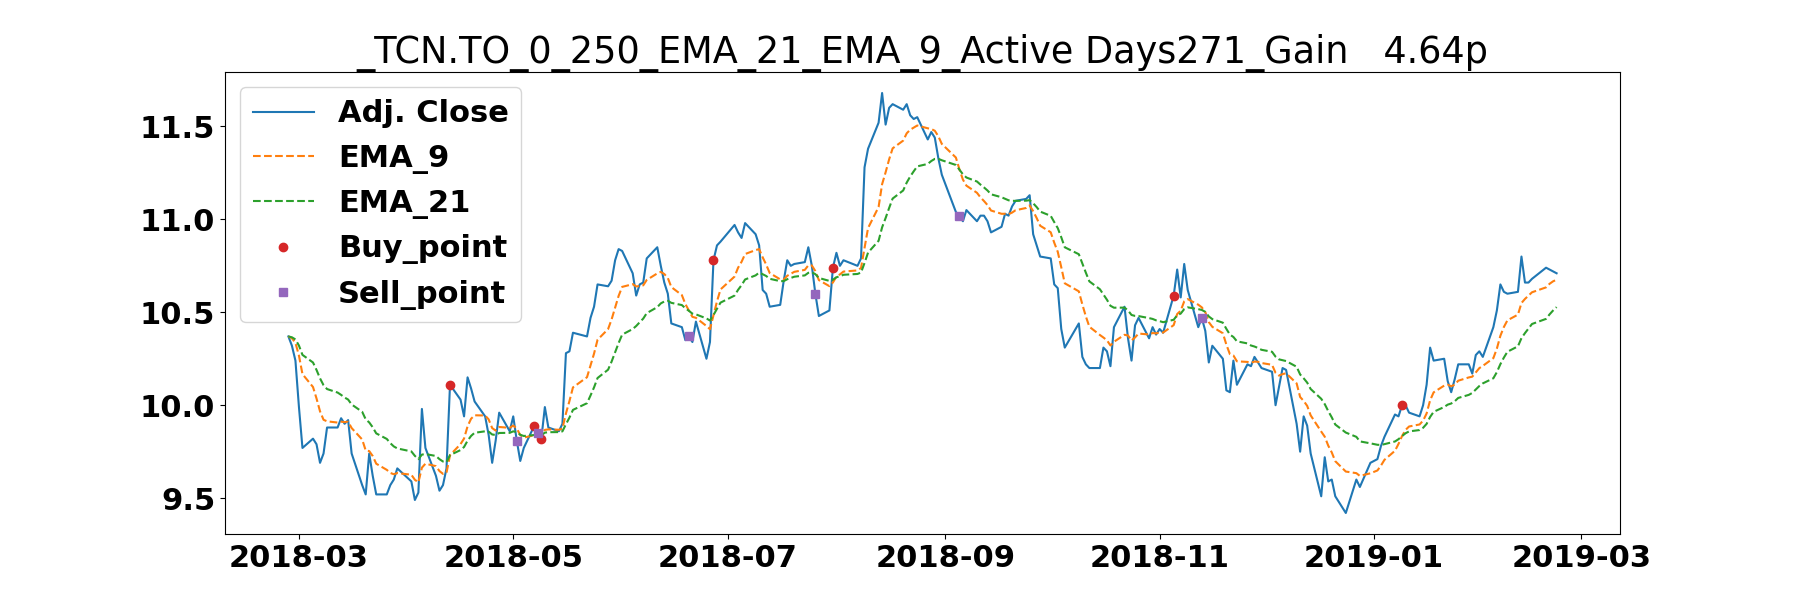 _TCN.TO_0_250_EMA_21_EMA_9_Active Days271_Gain   4.64p
Adj. Close
EMA_9
EMA_21
Buy_point
Sell_point
11.5
11.0
10.5
10.0
9.5
2018-03 2018-05 2018-07 2018-09 2018-11 2019-01 2019-03